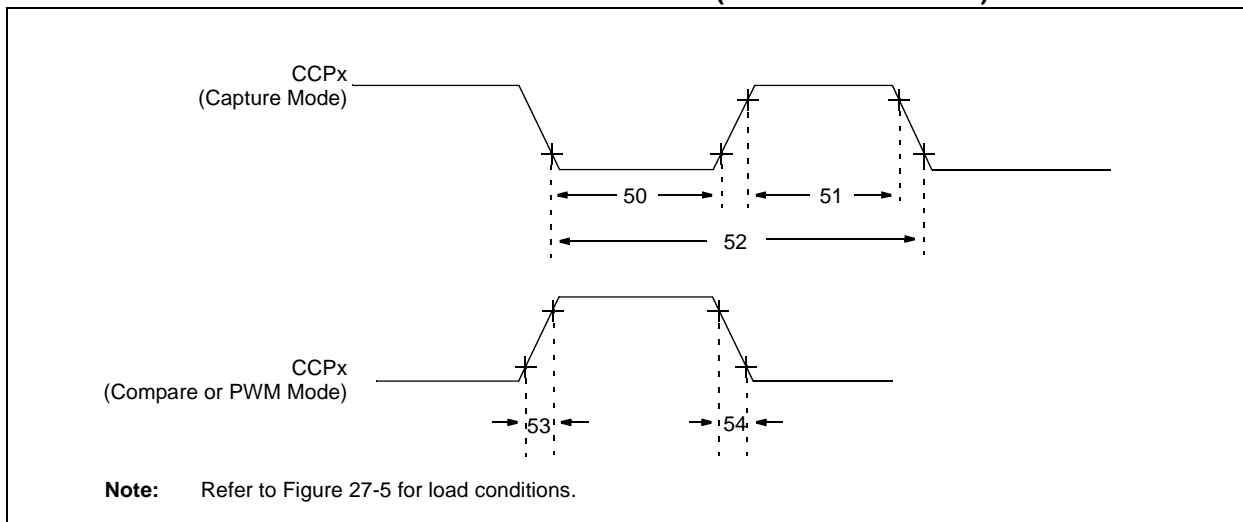 CCPx
(Capture Mode)
50
51
52
CCPx
(Compare or PWM Mode)
53
54
Note: Refer to Figure 27-5 for load conditions.